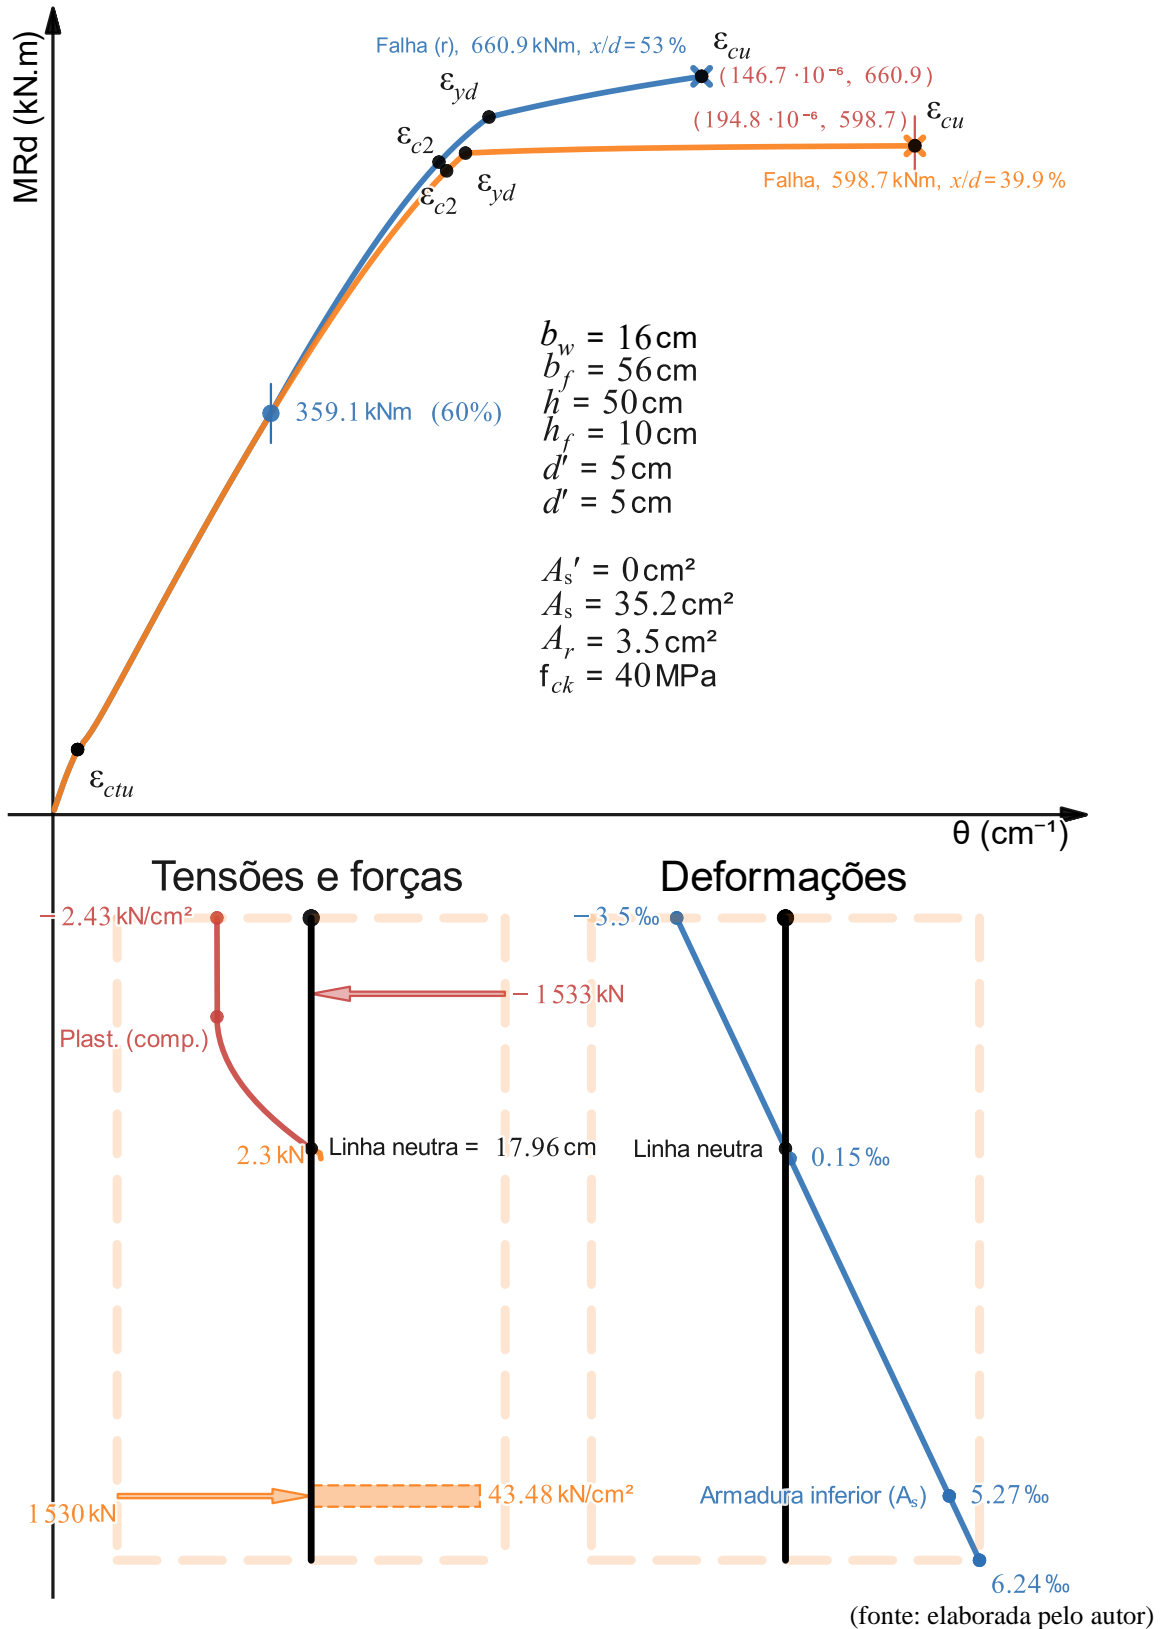 MRd (kN.m)
Falha (r), 660.9 kNm, x/d = 53 %
εcu
(146.7 ·10⁻⁶, 660.9)
εyd
(194.8 ·10⁻⁶, 598.7)
εcu
εc2
εc2
εyd
Falha, 598.7 kNm, x/d = 39.9 %
bw = 16 cm
bf = 56 cm
h = 50 cm
hf = 10 cm
d' = 5 cm
d' = 5 cm
359.1 kNm (60%)
As' = 0 cm²
As = 35.2 cm²
Ar = 3.5 cm²
fck = 40 MPa
εctu
θ (cm⁻¹)
Tensões e forças
Deformações
− 2.43 kN/cm²
− 3.5 ‰
− 1 533 kN
Plast. (comp.)
2.3 kN
Linha neutra = 17.96 cm
Linha neutra
0.15 ‰
1 530 kN
43.48 kN/cm²
Armadura inferior (As)
5.27 ‰
6.24 ‰
(fonte: elaborada pelo autor)